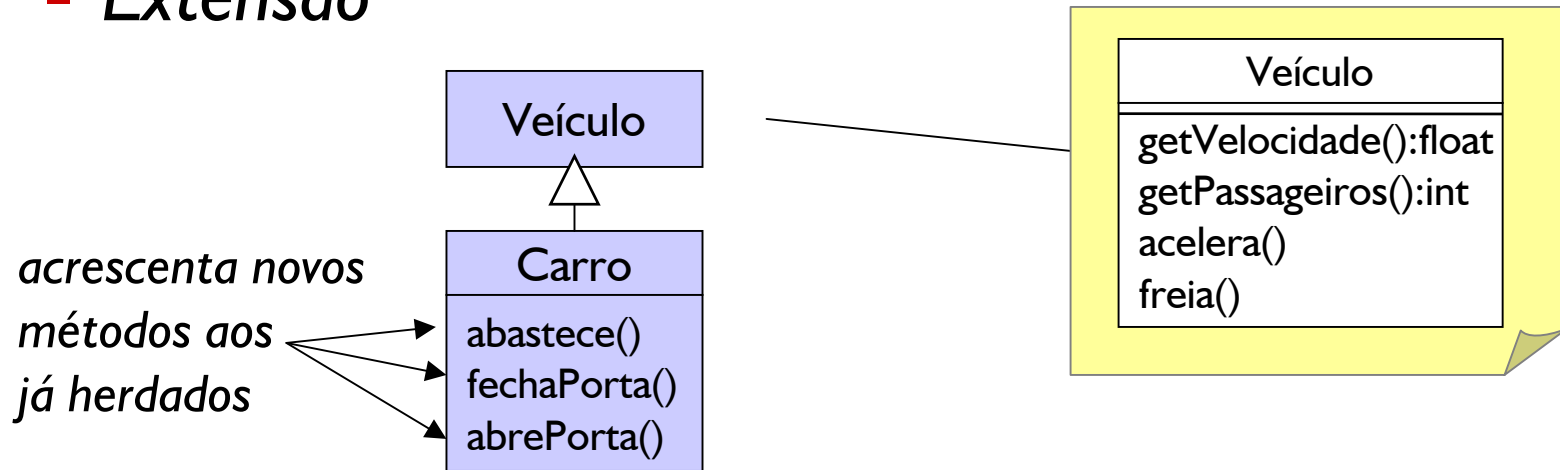 Extensão
Veículo
Carro
abastece()
fechaPorta()
abrePorta()
acrescenta novos
métodos aos
já herdados
Veículo
getVelocidade():float
getPassageiros():int
acelera()
freia()